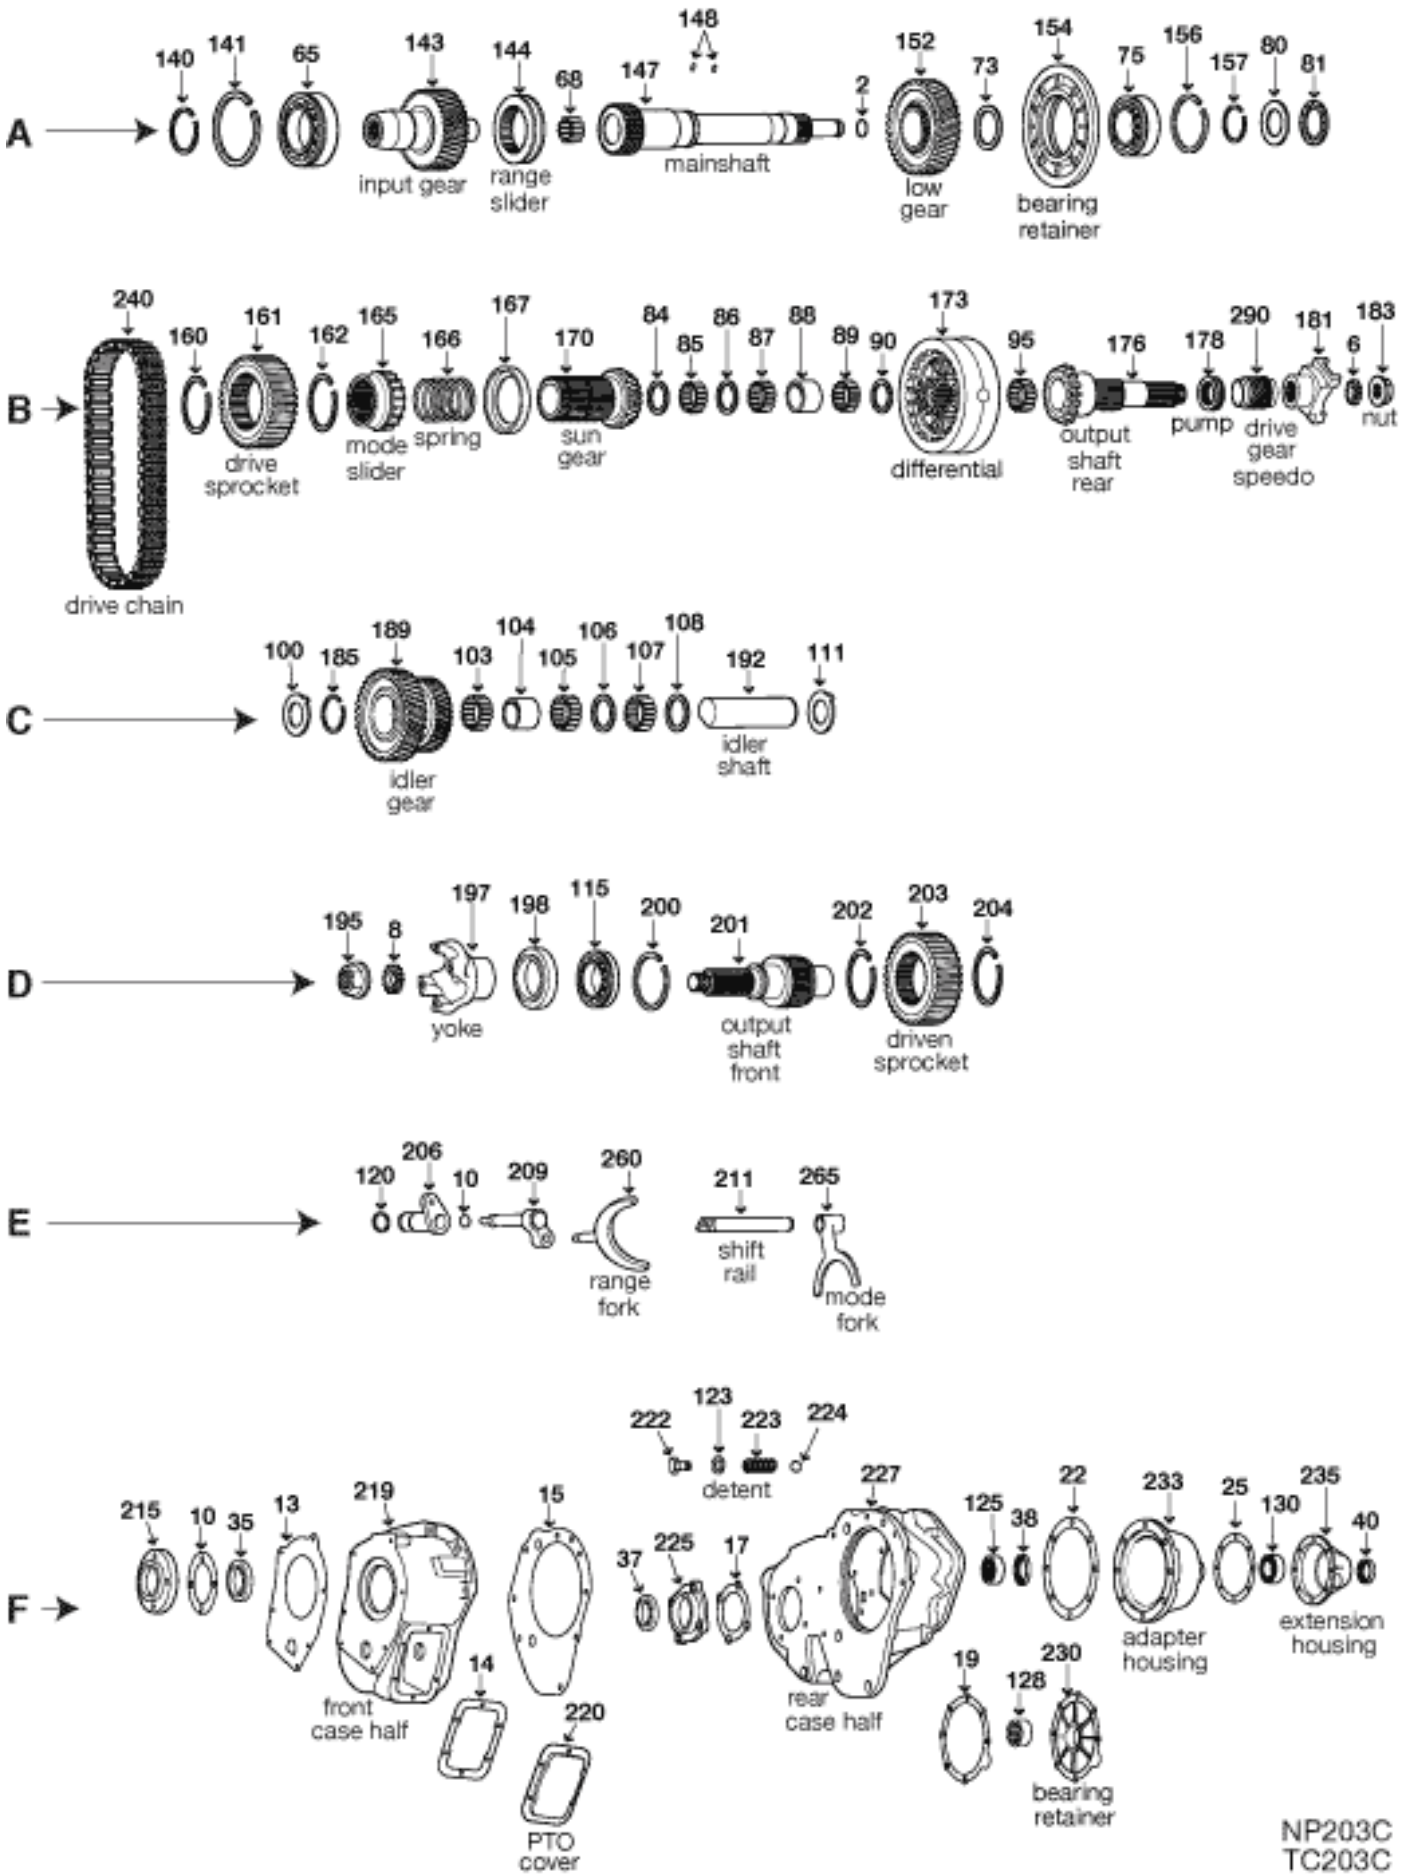 148
154
141
143
152
156
80
140
65
144
73
75
157
81
68
147
2
A
mainshaft
input gear
range
slider
low
gear
bearing
retainer
240
161
165
167
173
290
183
160
162
166
170
84
86
88
181
85
87
89
90
95
176
178
6
B
spring
mode
slider
sun
gear
drive
sprocket
differential
output
shaft
rear
pump
drive
gear
speedo
nut
drive chain
189
104
106
108
100
185
103
105
107
192
111
C
idler
shaft
idler
gear
197
115
203
195
8
198
200
201
202
204
D
yoke
output
shaft
front
driven
sprocket
206
260
120
10
209
211
265
E
range
fork
shift
rail
mode
fork
123
222
223
224
detent
215
10
35
13
219
15
227
22
233
25
235
125
38
130
40
37
225
17
F
adapter
housing
extension
housing
front
case half
14
220
rear
case half
19
128
230
bearing
retainer
PTO
cover
NP203C
TC203C